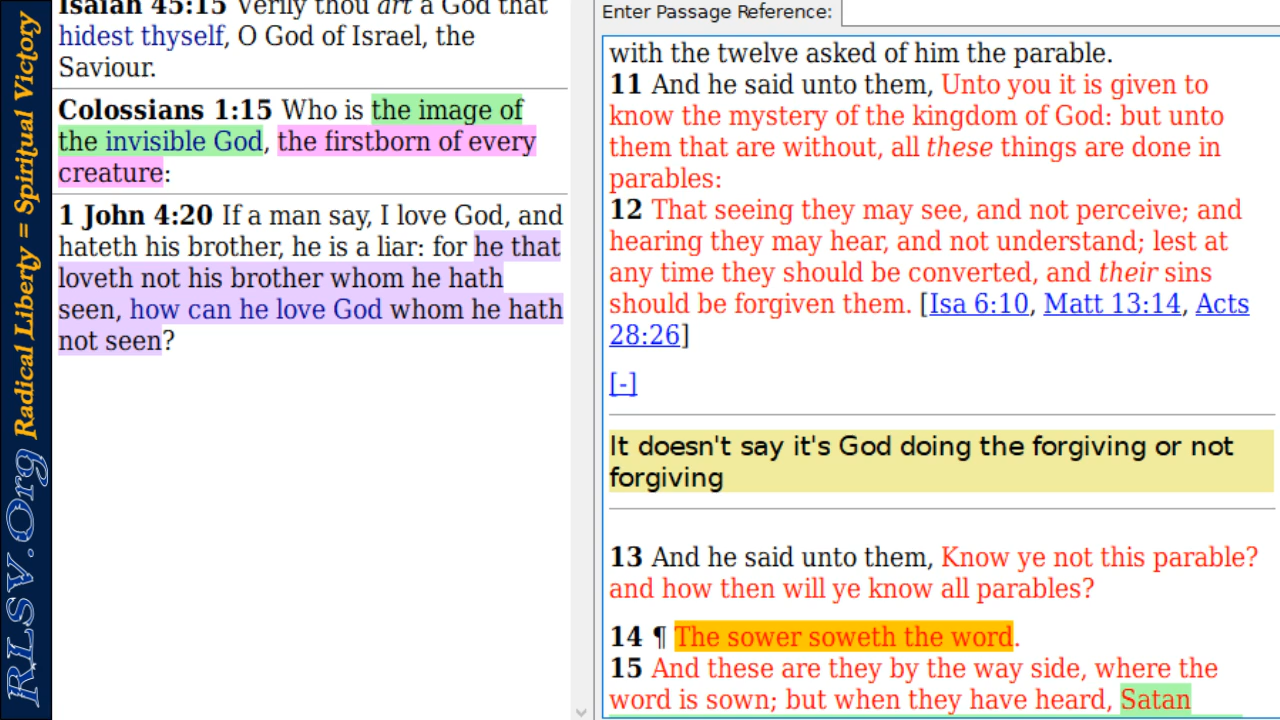 RLSV.Org Radical Liberty = Spiritual Victory
Isaiah 45:15 Verily thou art a God that
hidest thyself, O God of Israel, the
Saviour.
Colossians 1:15 Who is the image of
the invisible God, the firstborn of every
creature:
1 John 4:20 If a man say, I love God, and
hateth his brother, he is a liar: for he that
loveth not his brother whom he hath
seen, how can he love God whom he hath
not seen?
Enter Passage Reference:
with the twelve asked of him the parable.
11 And he said unto them, Unto you it is given to
know the mystery of the kingdom of God: but unto
them that are without, all these things are done in
parables:
12 That seeing they may see, and not perceive; and
hearing they may hear, and not understand; lest at
any time they should be converted, and their sins
should be forgiven them. [Isa 6:10, Matt 13:14, Acts
28:26]
[-]
It doesn't say it's God doing the forgiving or not
forgiving
13 And he said unto them, Know ye not this parable?
and how then will ye know all parables?
14 ¶ The sower soweth the word.
15 And these are they by the way side, where the
word is sown; but when they have heard, Satan